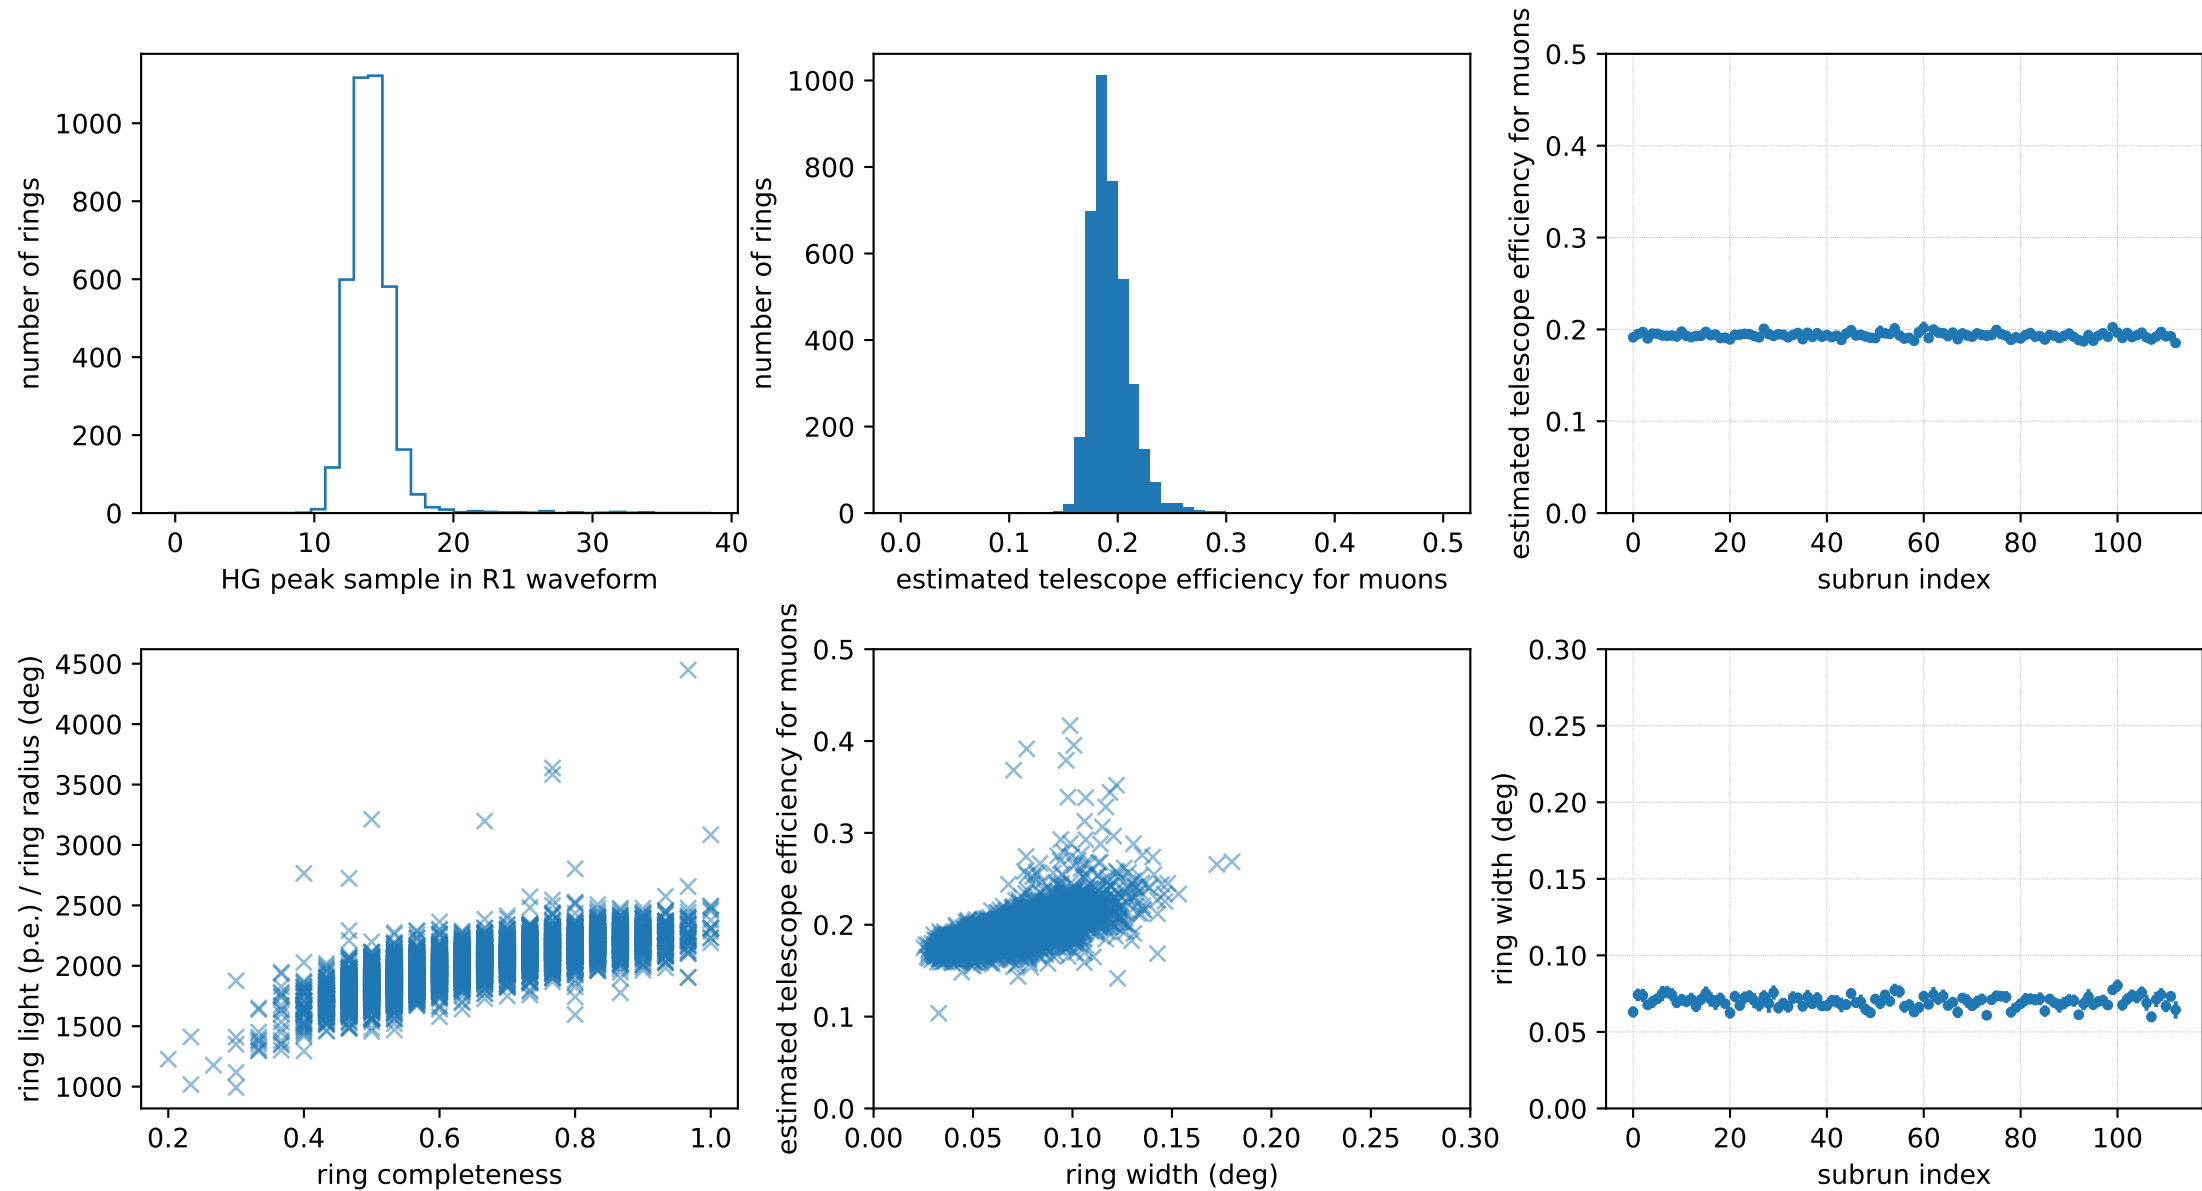 number of rings
1000
800
600
400
200
0
0 10 20 30 40
HG peak sample in R1 waveform
number of rings
1000
800
600
400
200
0
0.0 0.1 0.2 0.3 0.4 0.5
estimated telescope efficiency for muons
estimated telescope efficiency for muons
0.5
0.4
0.3
0.2
0.1
0.0
0 20 40 60 80 100
subrun index
ring light (p.e.) / ring radius (deg)
4500
4000
3500
3000
2500
2000
1500
1000
0.2 0.4 0.6 0.8 1.0
ring completeness
estimated telescope efficiency for muons
0.5
0.4
0.3
0.2
0.1
0.0
0.00 0.05 0.10 0.15 0.20 0.25 0.30
ring width (deg)
ring width (deg)
0.30
0.25
0.20
0.15
0.10
0.05
0.00
0 20 40 60 80 100
subrun index